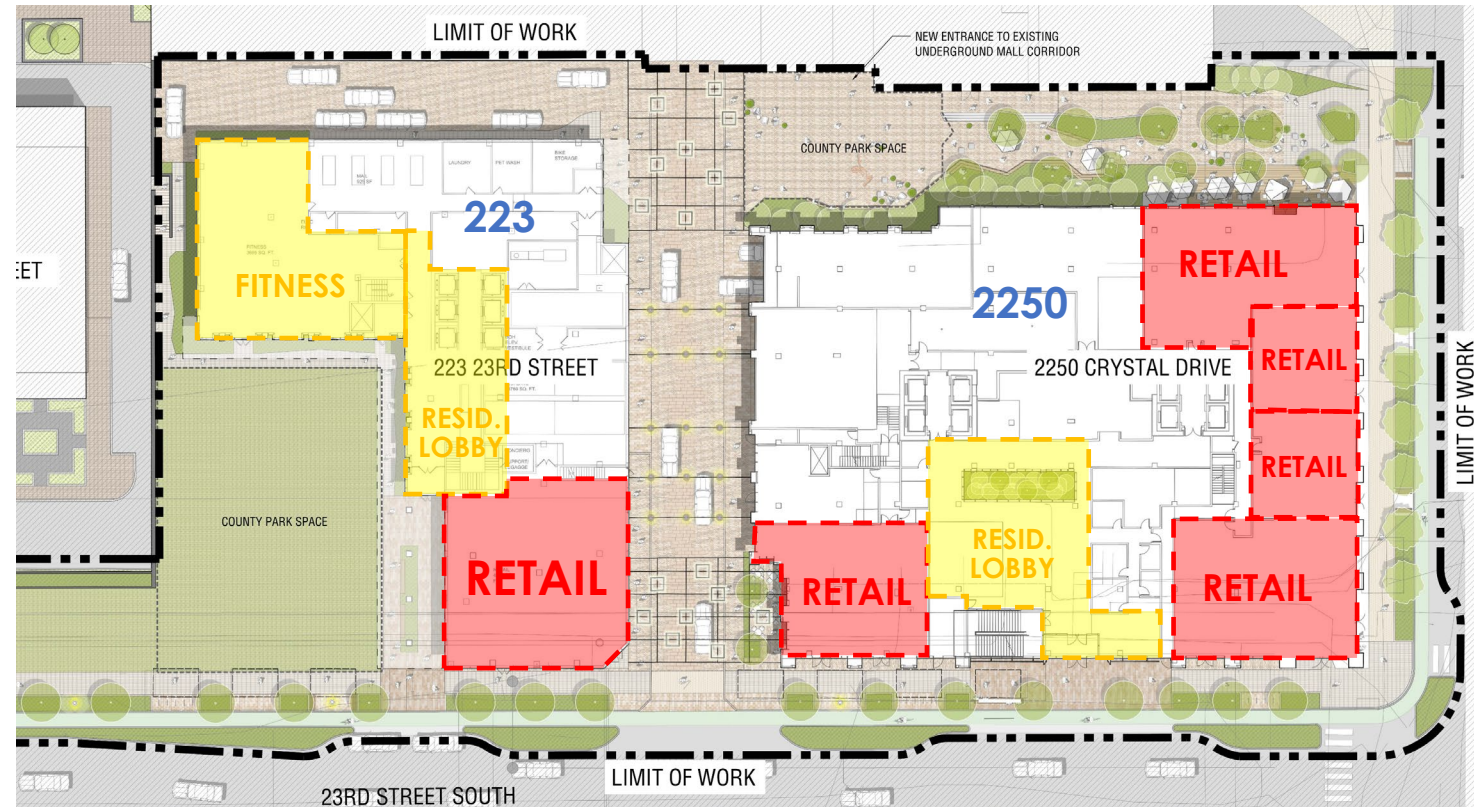 LIMIT OF WORK
NEW ENTRANCE TO EXISTING
UNDERGROUND MALL CORRIDOR
COUNTY PARK SPACE
LAUNDRY
PET WASH
BIKE
STORAGE
MAIL
223
FITNESS
FITNESS
EET
223 23RD STREET
RESID.
LOBBY
COUNTY PARK SPACE
RETAIL
2250
2250 CRYSTAL DRIVE
RETAIL
RETAIL
RETAIL
RESID.
LOBBY
RETAIL
RETAIL
LIMIT OF WORK
LIMIT OF WORK
23RD STREET SOUTH